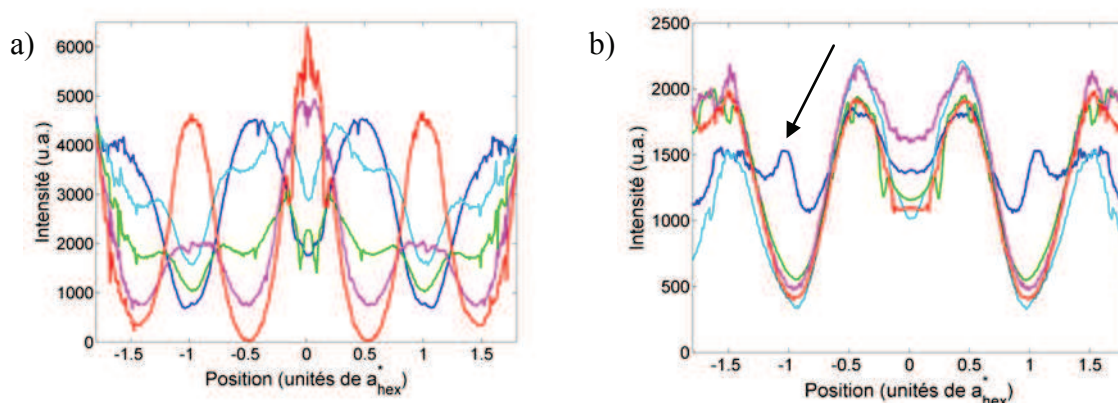 a)
Intensité (u.a.)
6000
5000
4000
3000
2000
1000
0
-1.5 -1 -0.5 0 0.5 1 1.5
Position (unités de a*hex)
b)
Intensité (u.a.)
2500
2000
1500
1000
500
0
-1.5 -1 -0.5 0 0.5 1 1.5
Position (unités de a*hex)